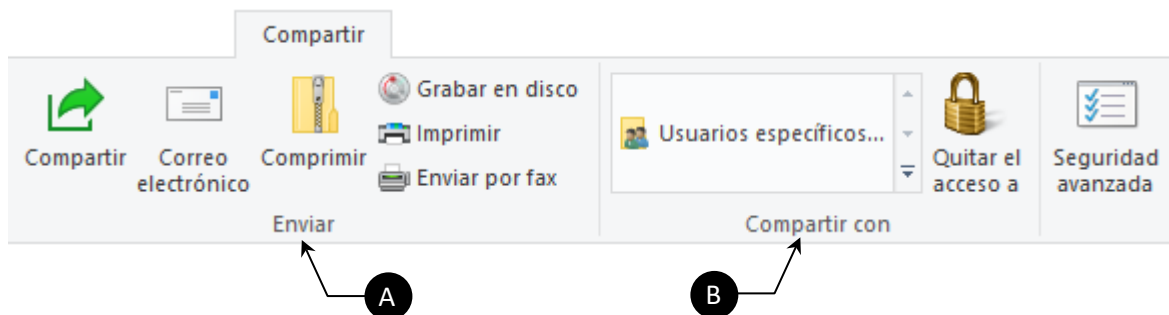 Compartir
Compartir
Correo
electrónico
Comprimir
Grabar en disco
Imprimir
Enviar por fax
Enviar
Usuarios específicos...
Quitar el
acceso a
Compartir con
Seguridad
avanzada
A
B